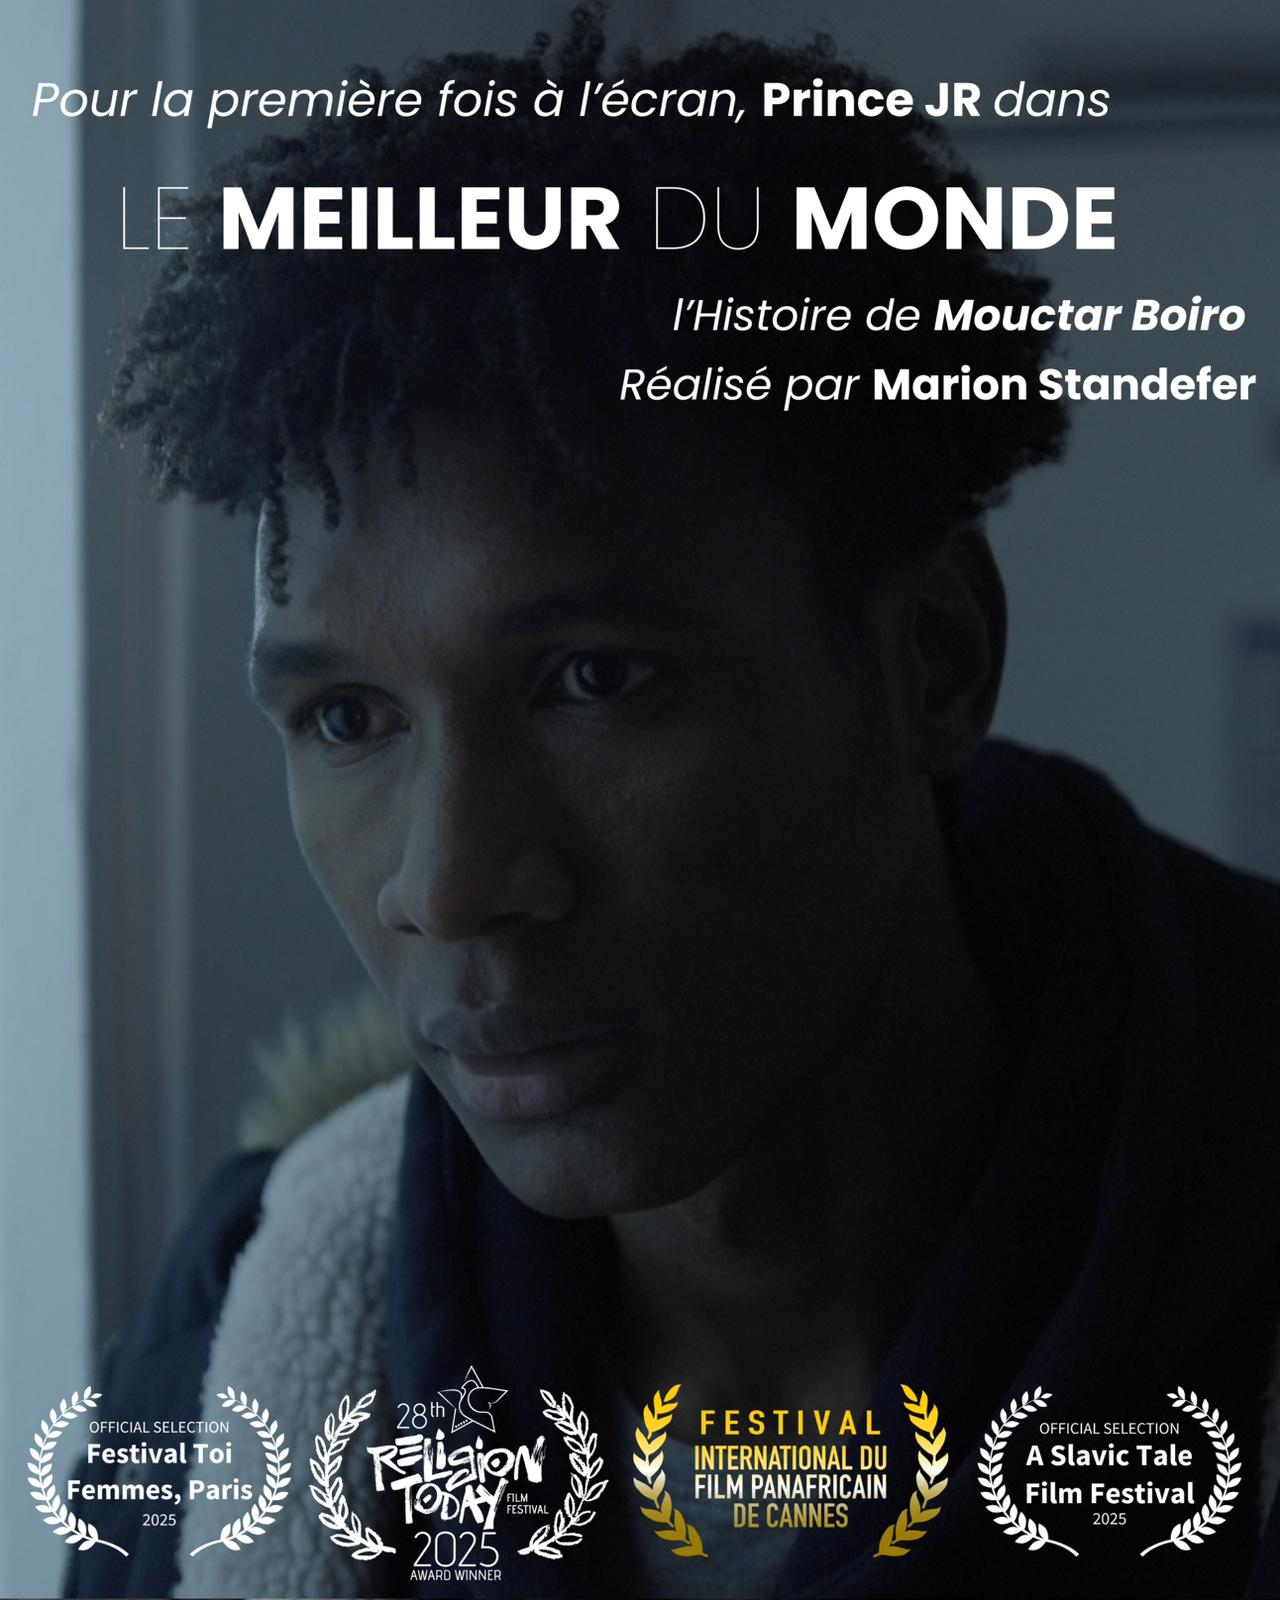 Pour la première fois à l'écran, Prince JR dans
LE MEILLEUR DU MONDE
l'Histoire de Mouctar Boiro
Réalisé par Marion Standefer
OFFICIAL SELECTION
Festival Toi
Femmes, Paris
2025
28th
RELigiON
TODAY
FILM
FESTIVAL
2025
AWARD WINNER
FESTIVAL
INTERNATIONAL DU
FILM PANAFRICAIN
DE CANNES
OFFICIAL SELECTION
A Slavic Tale
Film Festival
2025